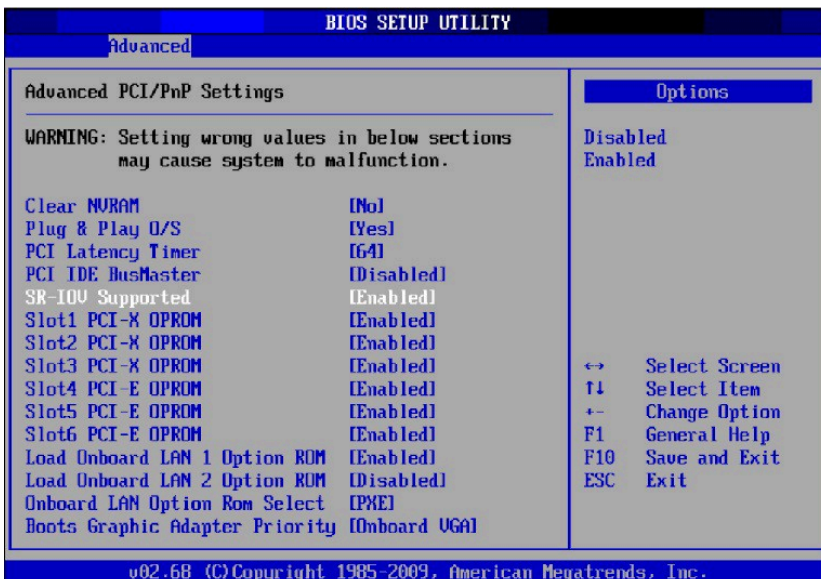 BIOS SETUP UTILITY
Advanced
Advanced PCI/PnP Settings
WARNING: Setting wrong values in below sections
may cause system to malfunction.
Clear NVRAM [No]
Plug & Play O/S [Yes]
PCI Latency Timer [64]
PCI IDE BusMaster [Disabled]
SR-IOV Supported [Enabled]
Slot1 PCI-X OPROM [Enabled]
Slot2 PCI-X OPROM [Enabled]
Slot3 PCI-X OPROM [Enabled]
Slot4 PCI-E OPROM [Enabled]
Slot5 PCI-E OPROM [Enabled]
Slot6 PCI-E OPROM [Enabled]
Load Onboard LAN 1 Option ROM [Enabled]
Load Onboard LAN 2 Option ROM [Disabled]
Onboard LAN Option Rom Select [PXE]
Boots Graphic Adapter Priority [Onboard VGA]
Options
Disabled
Enabled
↔ Select Screen
↑↓ Select Item
+- Change Option
F1 General Help
F10 Save and Exit
ESC Exit
v02.68 (C)Copyright 1985-2009, American Megatrends, Inc.